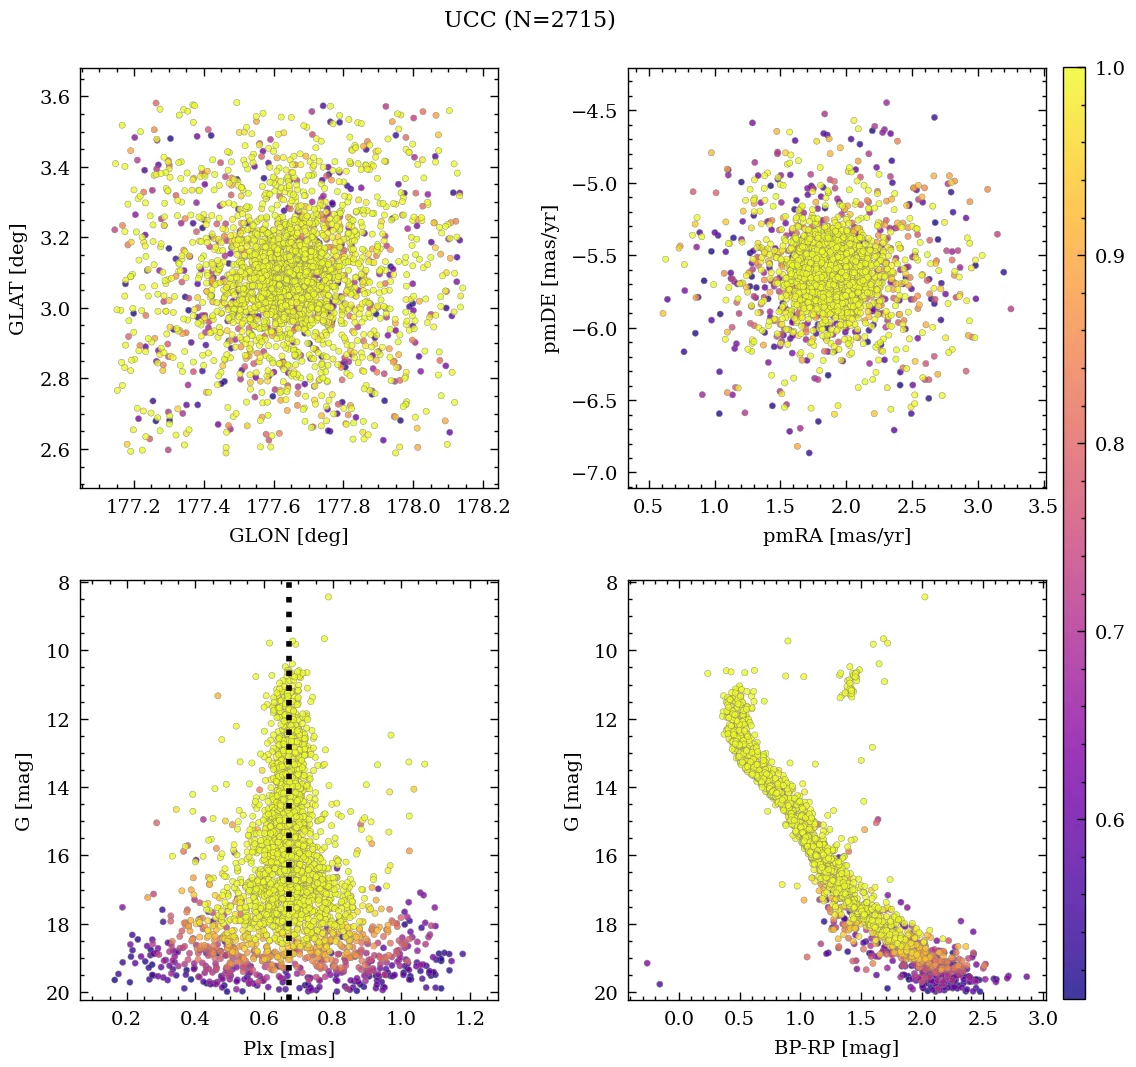 UCC (N=2715)
3.6
3.4
3.2
3.0
2.8
2.6
GLAT [deg]
177.2 177.4 177.6 177.8 178.0 178.2
GLON [deg]
−4.5
−5.0
−5.5
−6.0
−6.5
−7.0
pmDE [mas/yr]
0.5 1.0 1.5 2.0 2.5 3.0 3.5
pmRA [mas/yr]
1.0
0.9
0.8
0.7
0.6
8
10
12
14
16
18
20
G [mag]
0.2 0.4 0.6 0.8 1.0 1.2
Plx [mas]
8
10
12
14
16
18
20
G [mag]
0.0 0.5 1.0 1.5 2.0 2.5 3.0
BP-RP [mag]